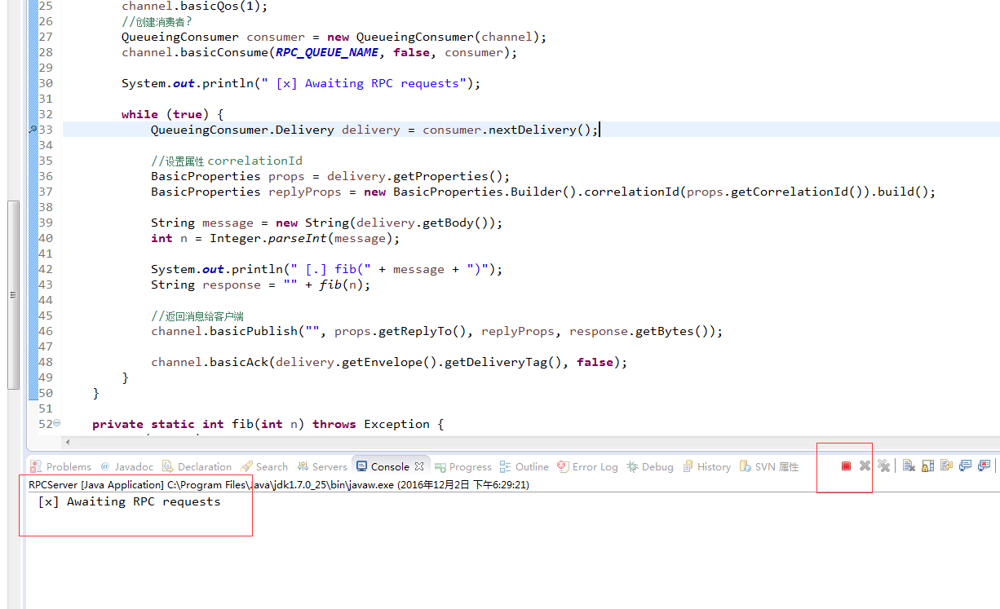 25 channel.basicQos(1);
26 //创建消费者?
27 QueueingConsumer consumer = new QueueingConsumer(channel);
28 channel.basicConsume(RPC_QUEUE_NAME, false, consumer);
29
30 System.out.println(" [x] Awaiting RPC requests");
31
32 while (true) {
33 QueueingConsumer.Delivery delivery = consumer.nextDelivery();
34
35 //设置属性 correlationId
36 BasicProperties props = delivery.getProperties();
37 BasicProperties replyProps = new BasicProperties.Builder().correlationId(props.getCorrelationId()).build();
38
39 String message = new String(delivery.getBody());
40 int n = Integer.parseInt(message);
41
42 System.out.println(" [.] fib(" + message + ")");
43 String response = "" + fib(n);
44
45 //返回消息给客户端
46 channel.basicPublish("", props.getReplyTo(), replyProps, response.getBytes());
47
48 channel.basicAck(delivery.getEnvelope().getDeliveryTag(), false);
49 }
50 }
51
52 private static int fib(int n) throws Exception {
Problems @ Javadoc Declaration Search Servers Console Progress Outline Error Log History Debug SVN 属性
RPCServer [Java Application] C:\Program Files\Java\jdk1.7.0_25\bin\javaw.exe (2016年12月2日 下午6:29:21)
[x] Awaiting RPC requests